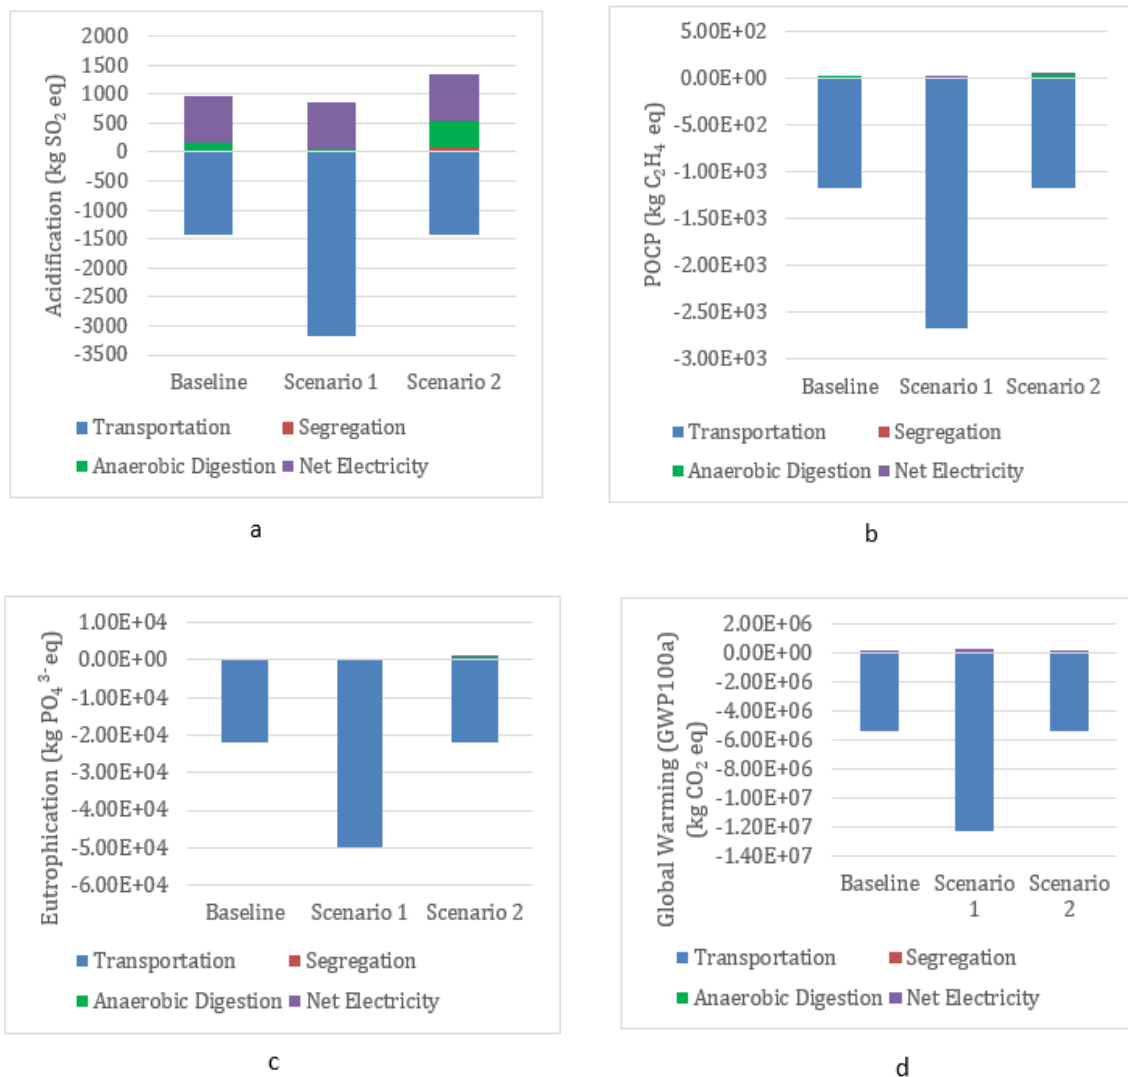 2000
1500
1000
500
0
-500
-1000
-1500
-2000
-2500
-3000
-3500
Acidification (kg SO2 eq)
Baseline Scenario 1 Scenario 2
Transportation Segregation
Anaerobic Digestion Net Electricity
a
5.00E+02
0.00E+00
-5.00E+02
-1.00E+03
-1.50E+03
-2.00E+03
-2.50E+03
-3.00E+03
POCP (kg C2H4 eq)
Baseline Scenario 1 Scenario 2
Transportation Segregation
Anaerobic Digestion Net Electricity
b
1.00E+04
0.00E+00
-1.00E+04
-2.00E+04
-3.00E+04
-4.00E+04
-5.00E+04
-6.00E+04
Eutrophication (kg PO4 3- eq)
Baseline Scenario 1 Scenario 2
Transportation Segregation
Anaerobic Digestion Net Electricity
c
2.00E+06
0.00E+00
-2.00E+06
-4.00E+06
-6.00E+06
-8.00E+06
-1.00E+07
-1.20E+07
-1.40E+07
Global Warming (GWP100a)
(kg CO2 eq)
Baseline Scenario Scenario
1 2
Transportation Segregation
Anaerobic Digestion Net Electricity
d